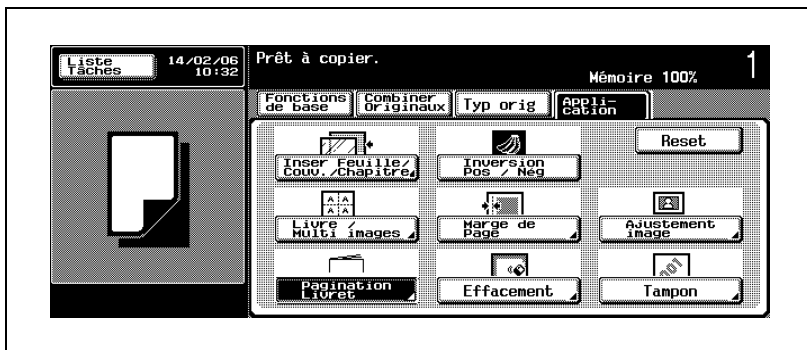 Liste
Tâches
14/02/06
10:32
Prêt à copier.
Mémoire 100%
1
Fonctions
de base
Combiner
Originaux
Typ orig
Appli-
cation
Inser Feuille/
Couv./Chapitre
Inversion
Pos / Nég
Reset
Livre /
Multi images
Marge de
Page
Ajustement
image
Pagination
Livret
Effacement
Tampon